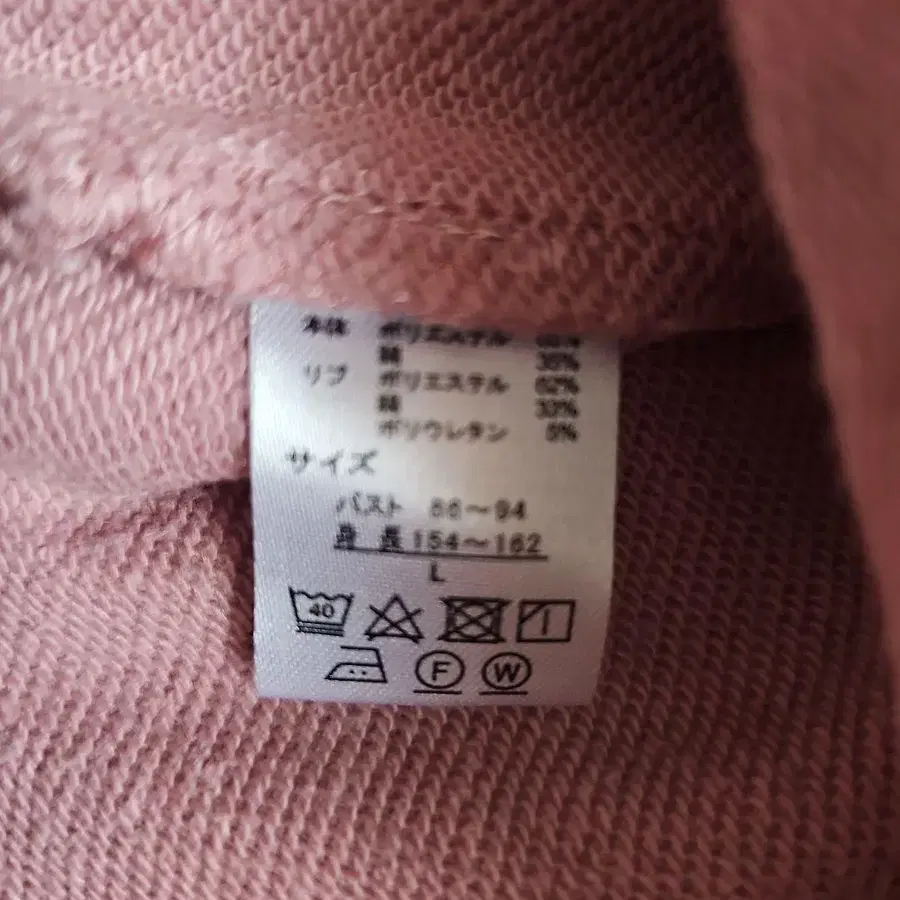 本体 ポリエステル
綿 35%
リブ ポリエステル 62%
綿 33%
ポリウレタン 5%
サイズ
バスト 86～94
身長 154～162
L
40
F W